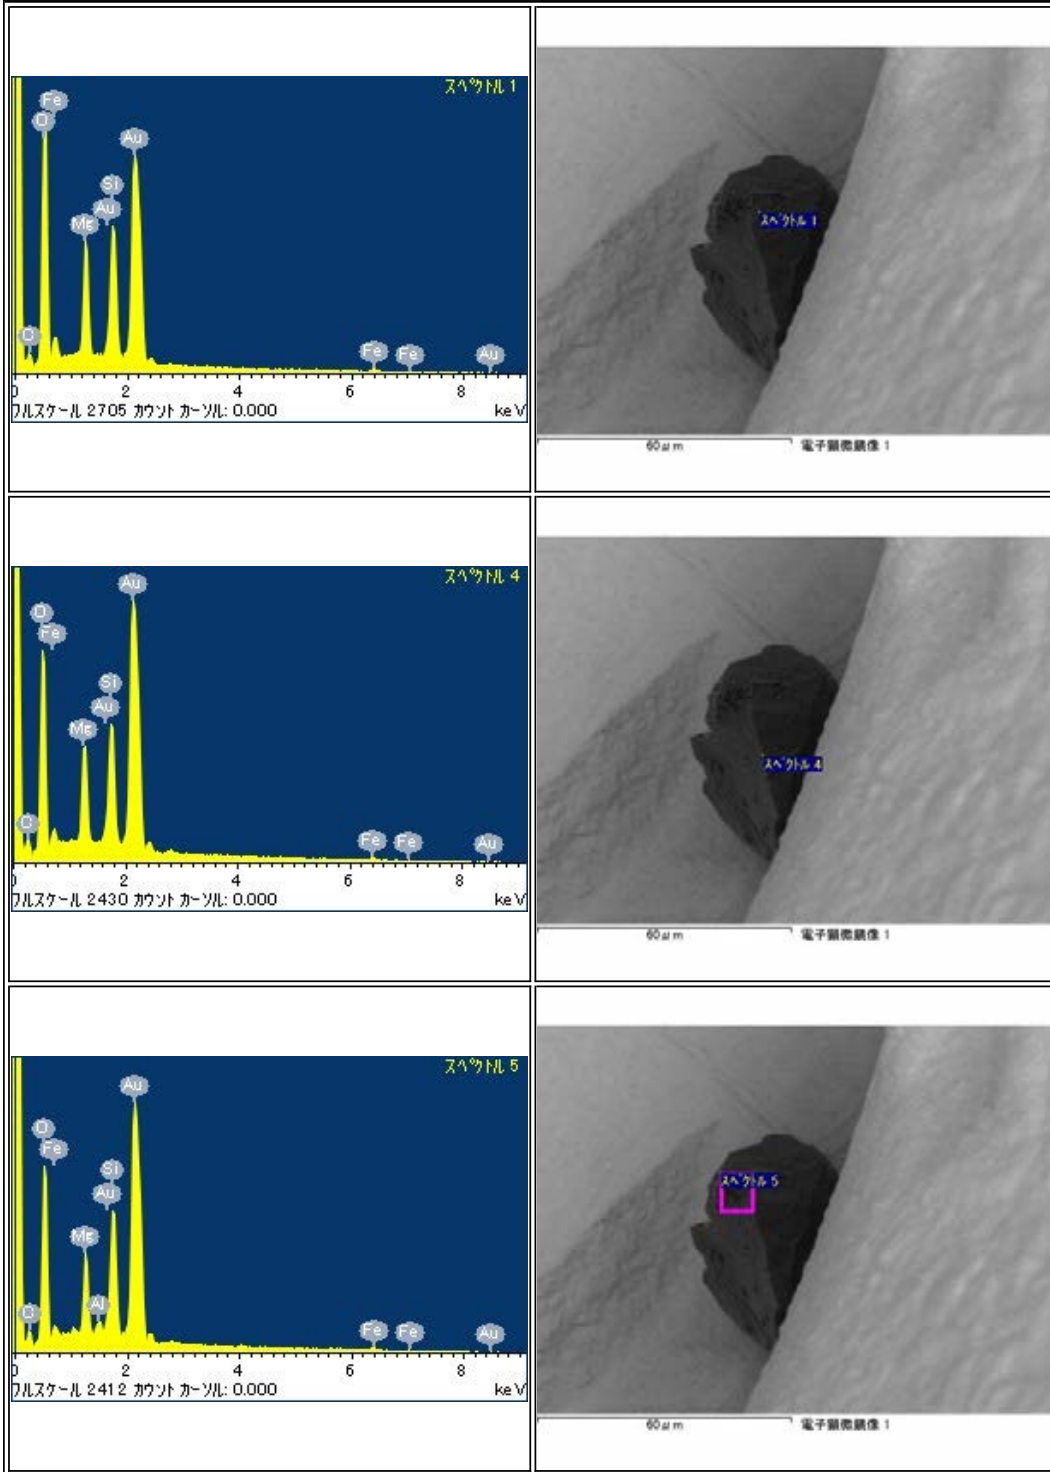 スペクトル 1
Fe
O
Au
Si
Au
Mg
C
Fe
Fe
Au
0
2
4
6
8
フルスケール 2705 カウント カーソル: 0.000
keV
スペクトル 1
60μm
電子顕微鏡像 1
スペクトル 4
Au
O
Fe
Si
Au
Mg
C
Fe
Fe
Au
0
2
4
6
8
フルスケール 2430 カウント カーソル: 0.000
keV
スペクトル 4
60μm
電子顕微鏡像 1
スペクトル 5
Au
O
Fe
Si
Au
Mg
Al
C
Fe
Fe
Au
0
2
4
6
8
フルスケール 2412 カウント カーソル: 0.000
keV
スペクトル 5
60μm
電子顕微鏡像 1